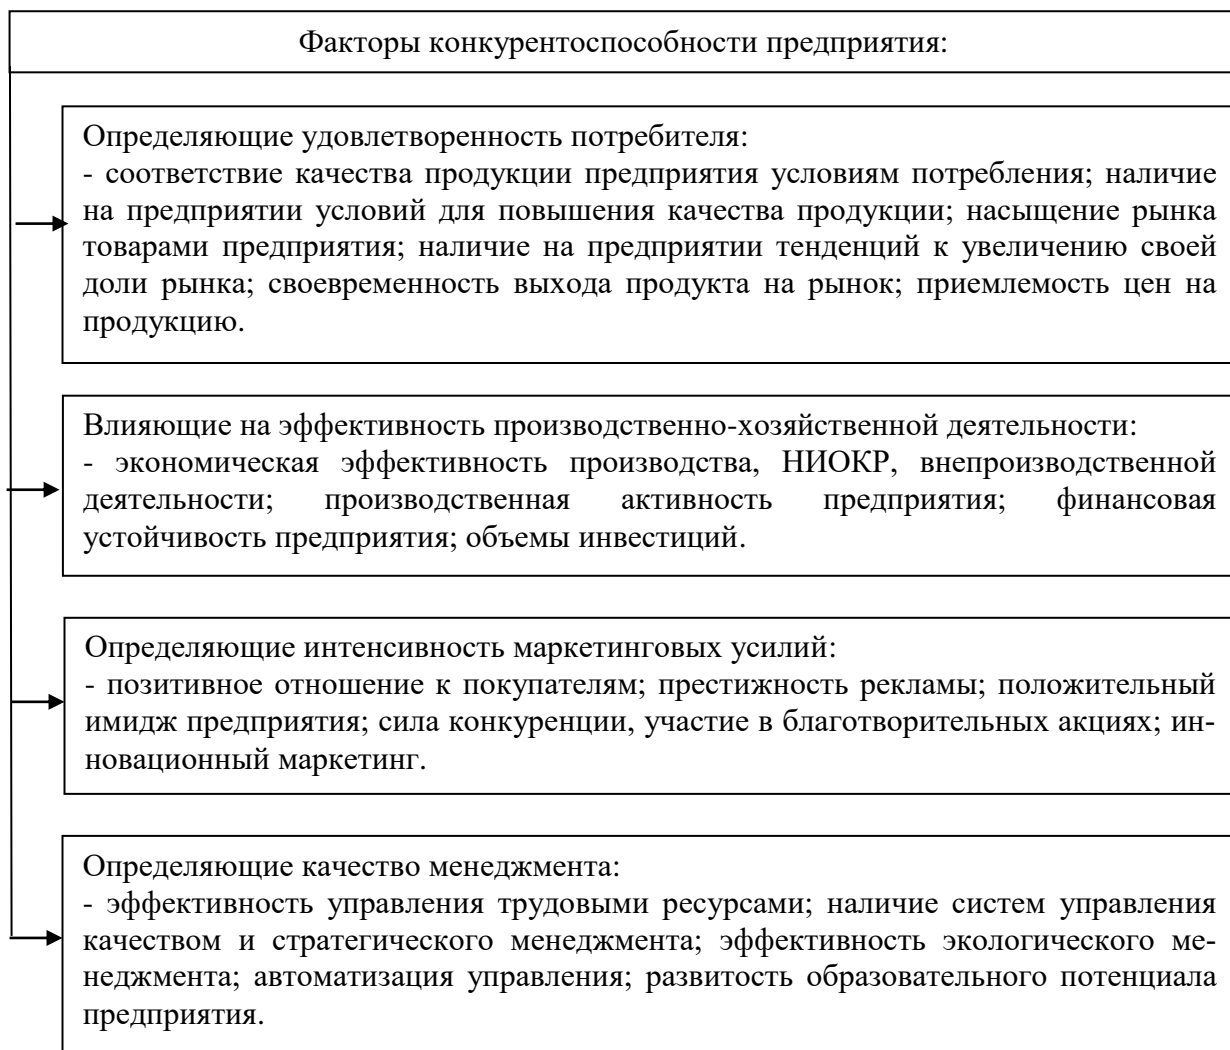 Факторы конкурентоспособности предприятия:
Определяющие удовлетворенность потребителя:
- соответствие качества продукции предприятия условиям потребления; наличие
на предприятии условий для повышения качества продукции; насыщение рынка
товарами предприятия; наличие на предприятии тенденций к увеличению своей
доли рынка; своевременность выхода продукта на рынок; приемлемость цен на
продукцию.
Влияющие на эффективность производственно-хозяйственной деятельности:
- экономическая эффективность производства, НИОКР, внепроизводственной
деятельности; производственная активность предприятия; финансовая
устойчивость предприятия; объемы инвестиций.
Определяющие интенсивность маркетинговых усилий:
- позитивное отношение к покупателям; престижность рекламы; положительный
имидж предприятия; сила конкуренции, участие в благотворительных акциях; ин-
новационный маркетинг.
Определяющие качество менеджмента:
- эффективность управления трудовыми ресурсами; наличие систем управления
качеством и стратегического менеджмента; эффективность экологического ме-
неджмента; автоматизация управления; развитость образовательного потенциала
предприятия.